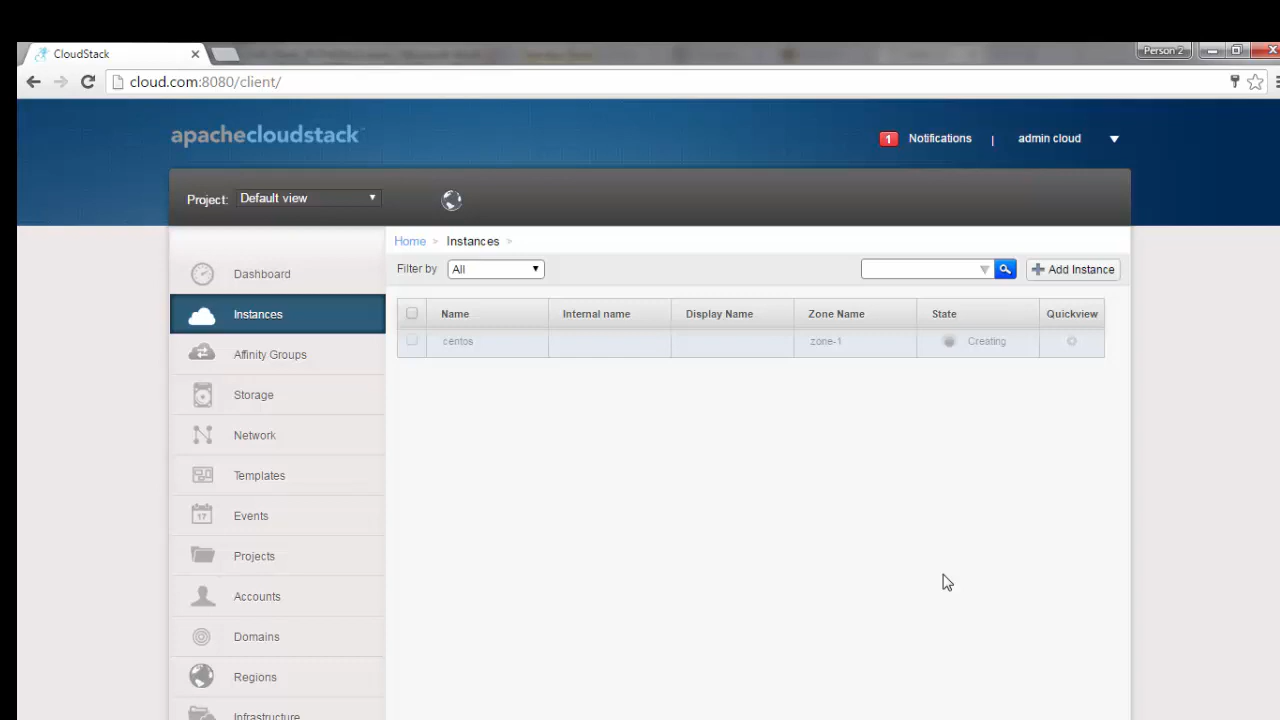 CloudStack
Person 2
cloud.com:8080/client/
apachecloudstack
1 Notifications | admin cloud
Project: Default view
Home > Instances >
Filter by All
Add Instance
Name Internal name Display Name Zone Name State Quickview
centos zone-1 Creating
Dashboard
Instances
Affinity Groups
Storage
Network
Templates
17 Events
Projects
Accounts
Domains
Regions
Infrastructure